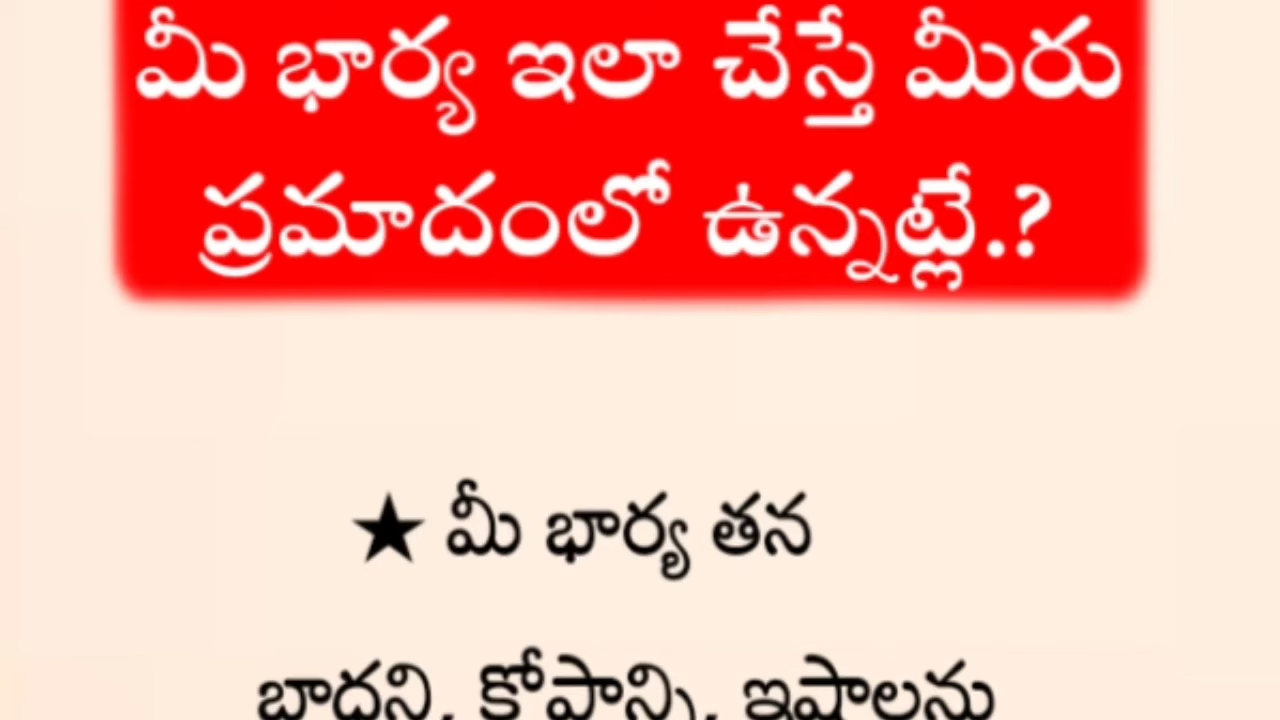 మీ భార్య ఇలా చేస్తే మీరు
ప్రమాదంలో ఉన్నట్లే.?
★ మీ భార్య తన
బాధని, కోపాన్ని, ఇష్టాలను